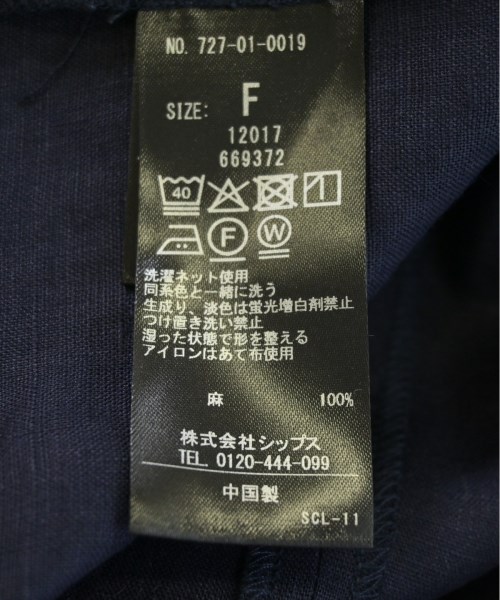 NO. 727-01-0019
SIZE: F
12017
669372
40
F W
洗濯ネット使用
同系色と一緒に洗う
生成り、淡色は蛍光増白剤禁止
つけ置き洗い禁止
湿った状態で形を整える
アイロンはあて布使用
麻 100%
株式会社シップス
TEL. 0120-444-099
中国製
SCL-11